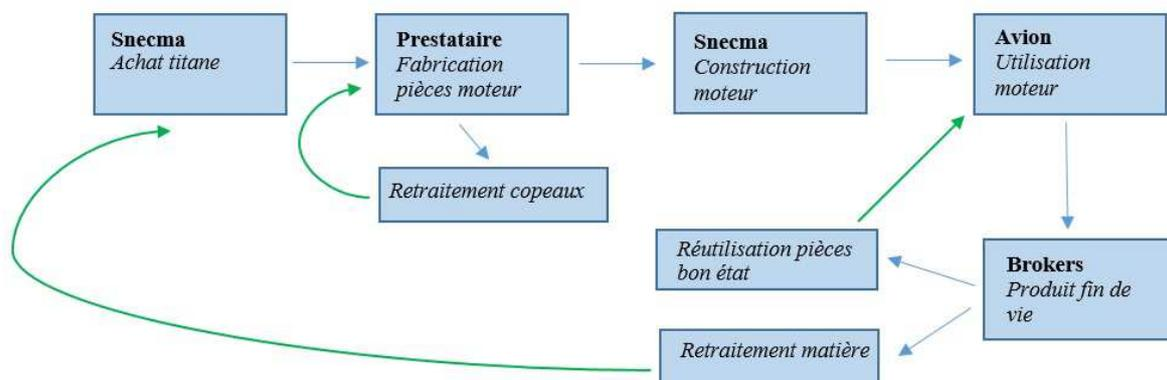 Snecma
Achat titane
Prestataire
Fabrication
pièces moteur
Snecma
Construction
moteur
Avion
Utilisation
moteur
Retraitement copeaux
Réutilisation pièces
bon état
Brokers
Produit fin de
vie
Retraitement matière